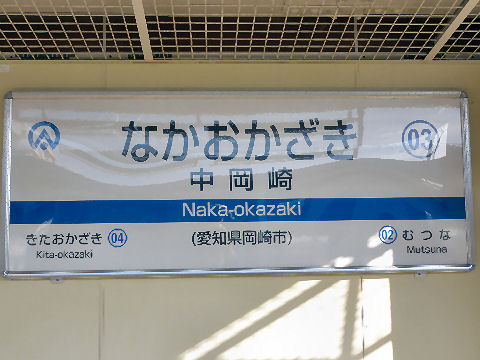 なかおかざき 03
中岡崎
Naka-okazaki
きたおかざき 04
Kita-okazaki
(愛知県岡崎市)
02 むつな
Mutsuna